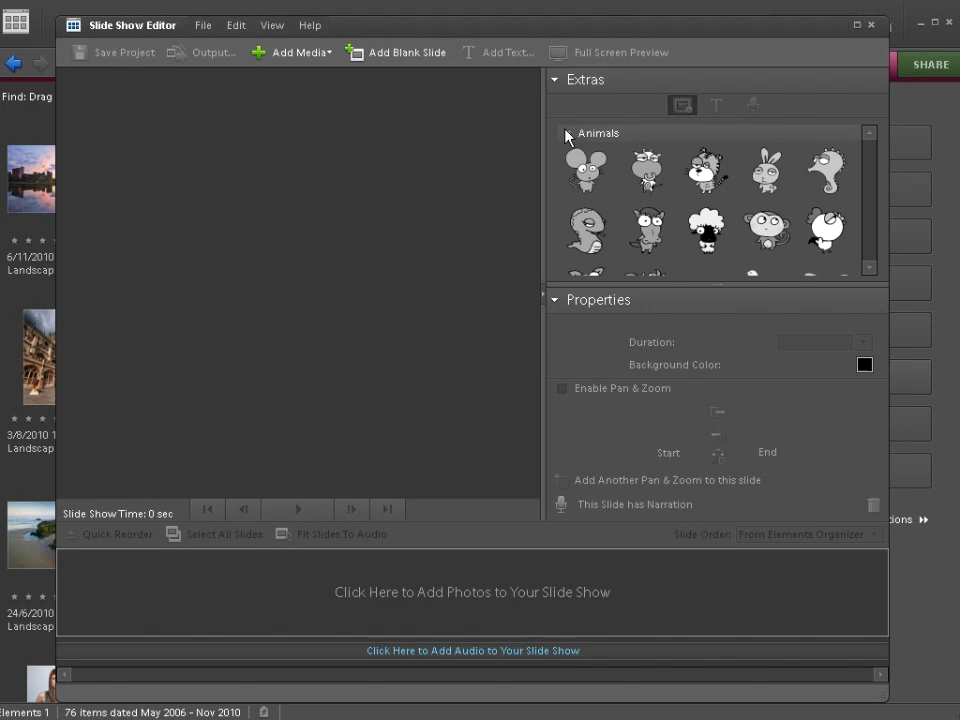 Slide Show Editor File Edit View Help
Save Project Output... Add Media Add Blank Slide Add Text... Full Screen Preview
SHARE
Extras
Find: Drag
Animals
6/11/2010
Landscap
Properties
Duration:
Background Color:
Enable Pan & Zoom
3/8/2010 1
Landscap
Start End
Add Another Pan & Zoom to this slide
This Slide has Narration
Slide Show Time: 0 sec
Quick Reorder Select All Slides Fit Slides To Audio Slide Order: From Elements Organizer
Click Here to Add Photos to Your Slide Show
24/6/2010
Landscap
Click Here to Add Audio to Your Slide Show
Elements 1 76 items dated May 2006 - Nov 2010